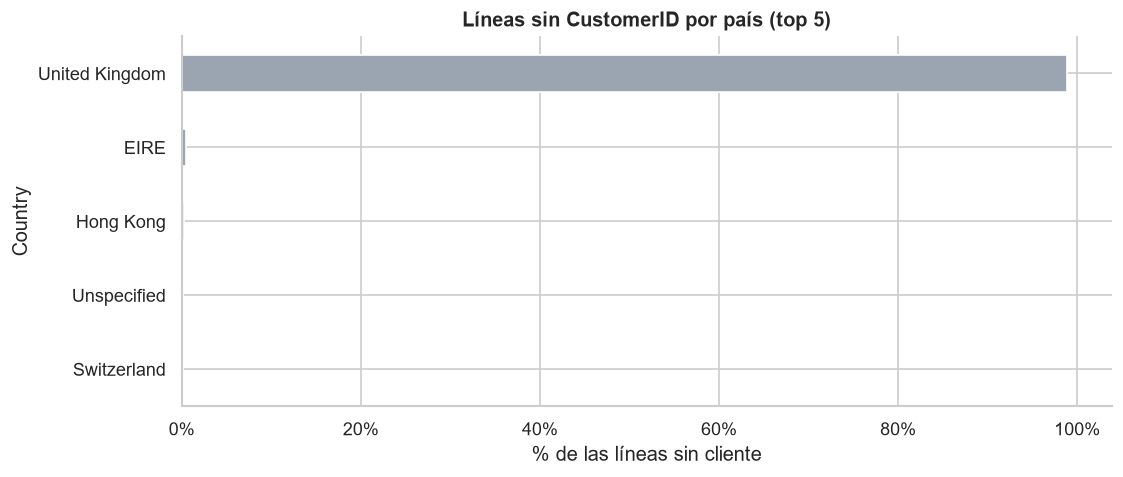 Líneas sin CustomerID por país (top 5)
Country
United Kingdom
EIRE
Hong Kong
Unspecified
Switzerland
0% 20% 40% 60% 80% 100%
% de las líneas sin cliente